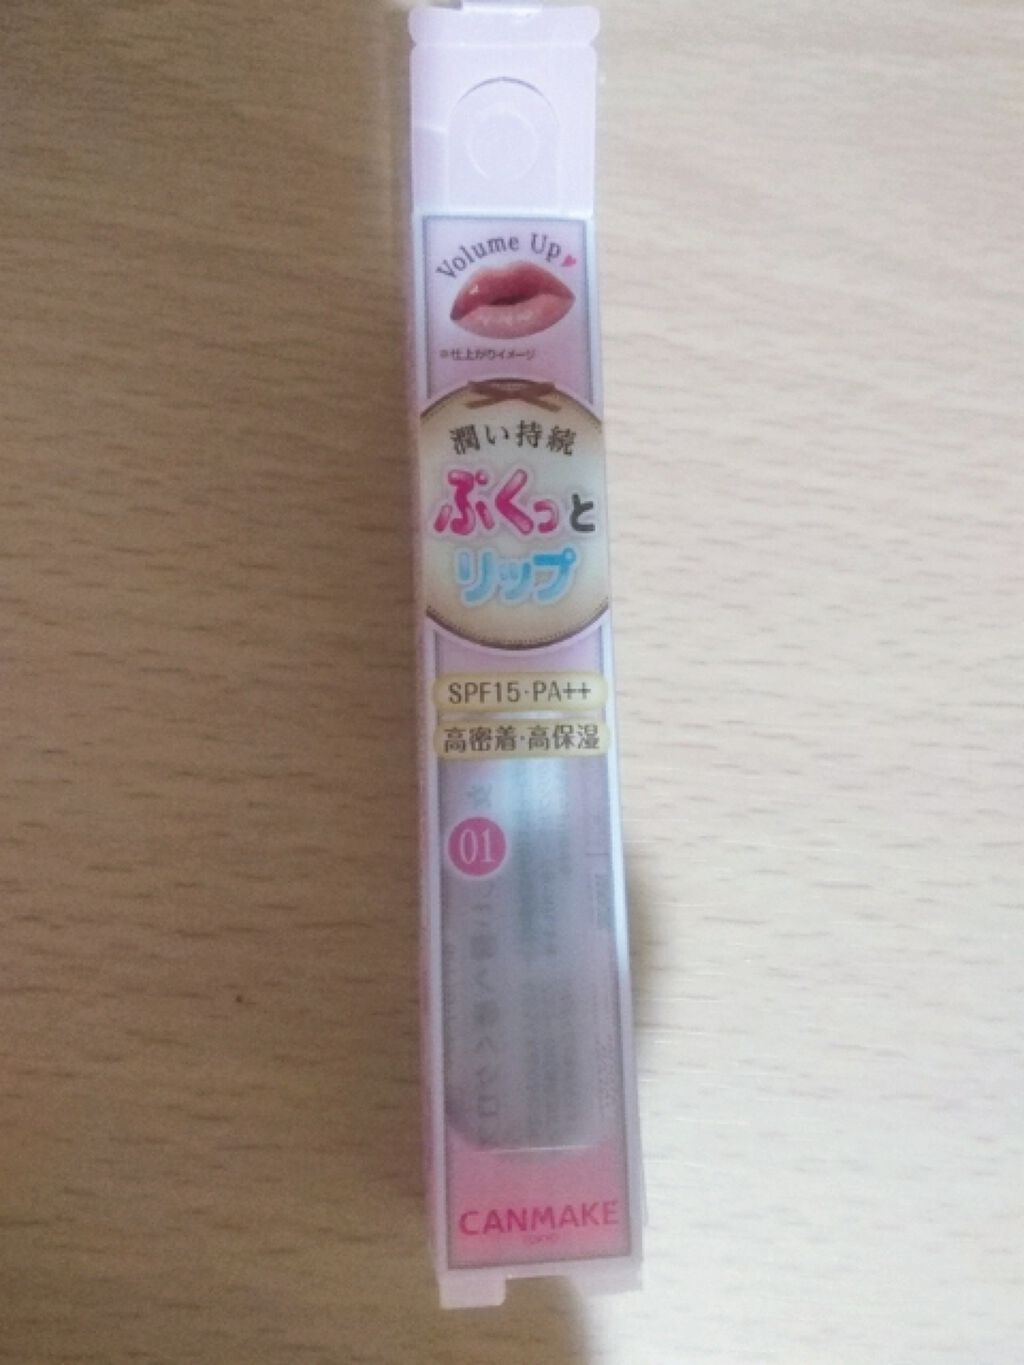 Volume Up
※仕上がりイメージ
潤い持続
ぷくっと
リップ
SPF15・PA++
高密着・高保湿
01
CANMAKE
TOKYO